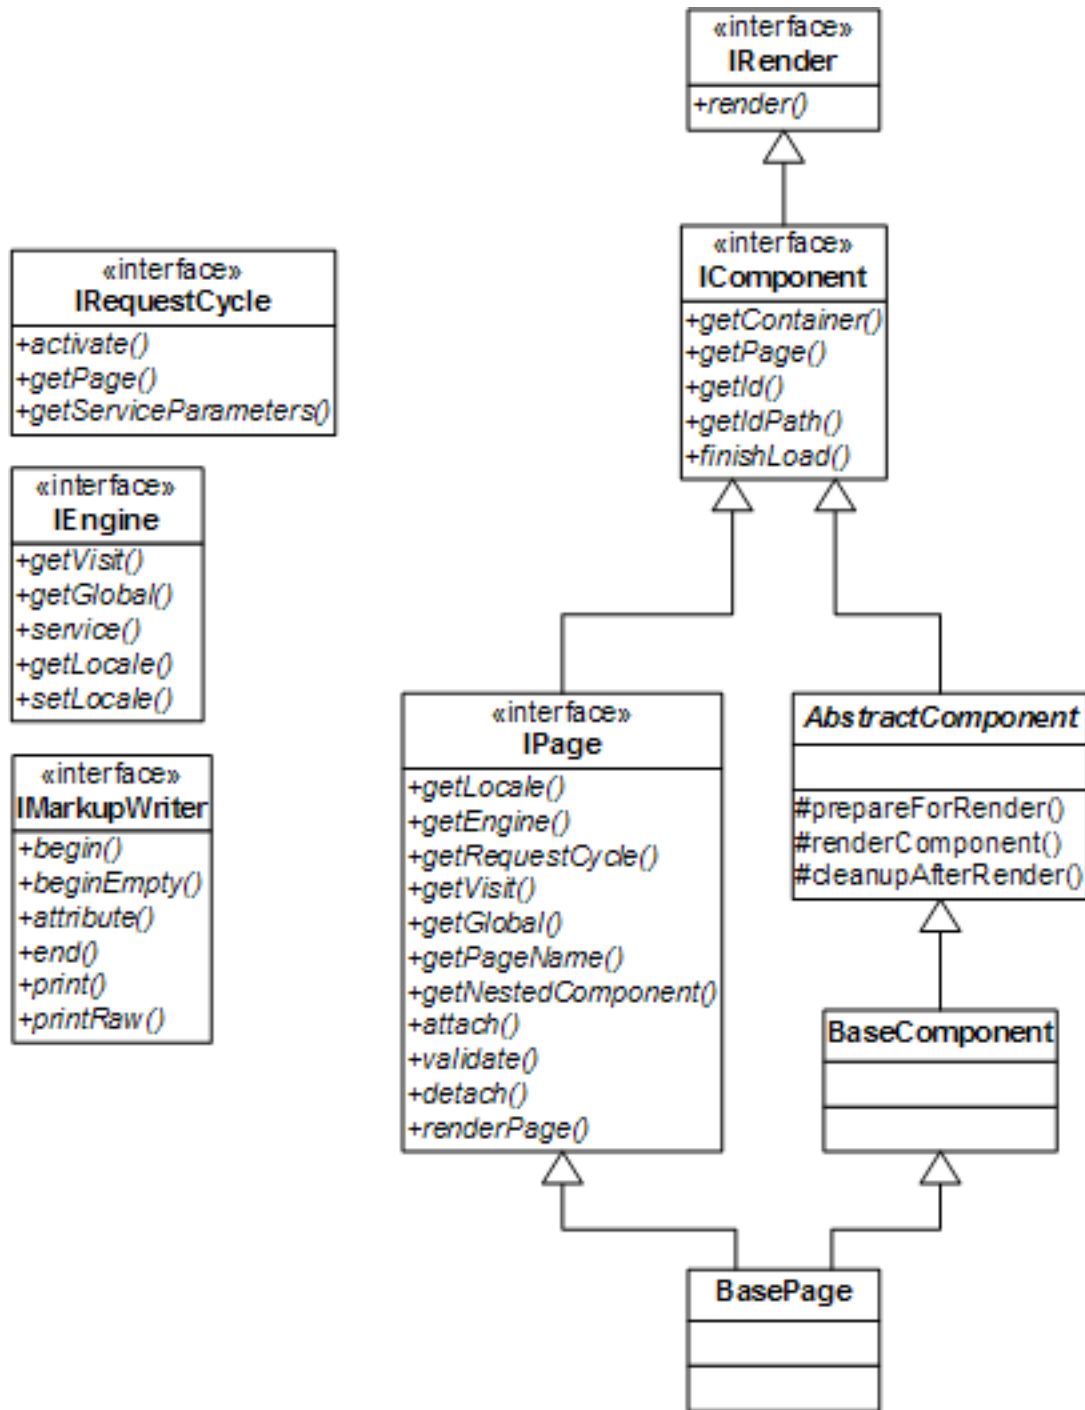 «interface»
IRender
+render()
«interface»
IComponent
+getContainer()
+getPage()
+getId()
+getIdPath()
+finishLoad()
«interface»
IRequestCycle
+activate()
+getPage()
+getServiceParameters()
«interface»
IEngine
+getVisit()
+getGlobal()
+service()
+getLocale()
+setLocale()
«interface»
IMarkupWriter
+begin()
+beginEmpty()
+attribute()
+end()
+print()
+printRaw()
«interface»
IPage
+getLocale()
+getEngine()
+getRequestCycle()
+getVisit()
+getGlobal()
+getPageName()
+getNestedComponent()
+attach()
+validate()
+detach()
+renderPage()
AbstractComponent
#prepareForRender()
#renderComponent()
#cleanupAfterRender()
BaseComponent
BasePage